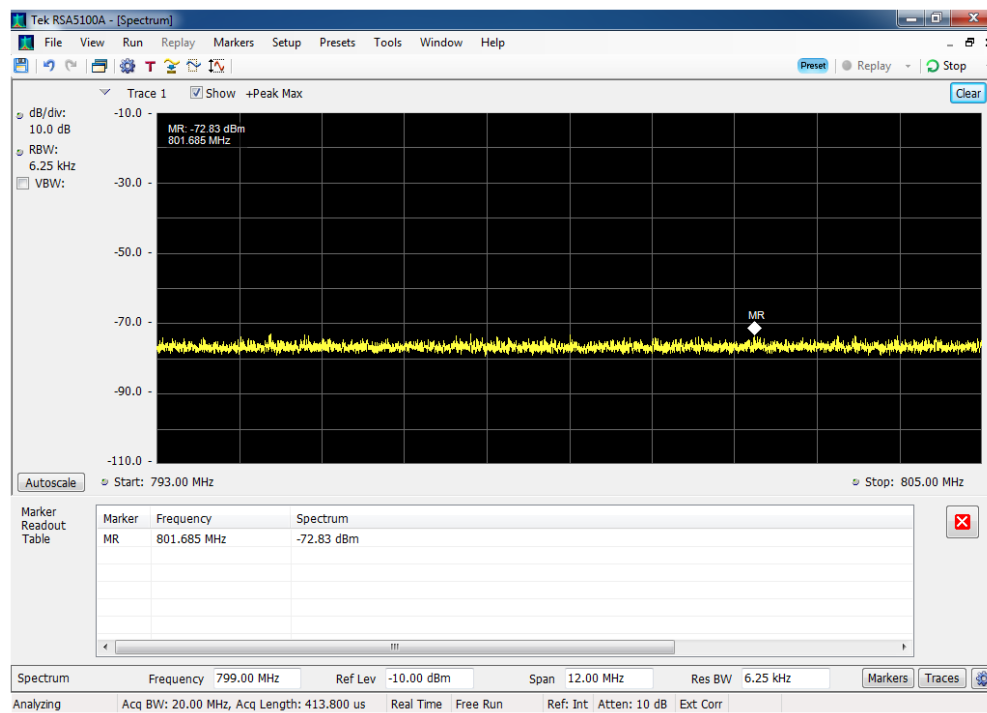 Tek RSA5100A - [Spectrum]
File View Run Replay Markers Setup Presets Tools Window Help
T Preset Replay Stop
Trace 1 Show +Peak Max Clear
dB/div:
10.0 dB
RBW:
6.25 kHz
VBW:
-10.0 -
-30.0 -
-50.0 -
-70.0 -
-90.0 -
-110.0 -
MR: -72.83 dBm
801.685 MHz
MR
Autoscale Start: 793.00 MHz Stop: 805.00 MHz
Marker
Readout
Table
Marker Frequency Spectrum
MR 801.685 MHz -72.83 dBm
Spectrum Frequency 799.00 MHz Ref Lev -10.00 dBm Span 12.00 MHz Res BW 6.25 kHz Markers Traces
Analyzing Acq BW: 20.00 MHz, Acq Length: 413.800 us Real Time Free Run Ref: Int Atten: 10 dB Ext Corr